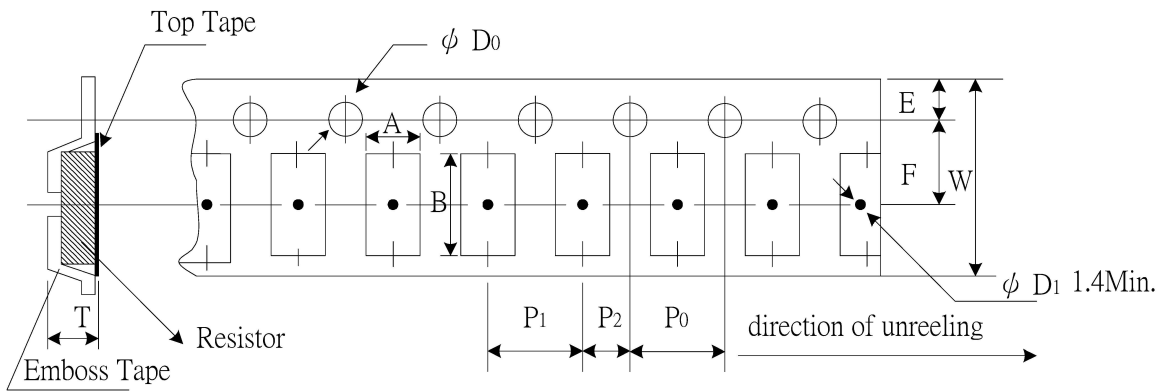 Top Tape
ϕ D0
E
A
F
W
B
ϕ D1 1.4Min.
T
P1
P2
P0
direction of unreeling
Resistor
Emboss Tape